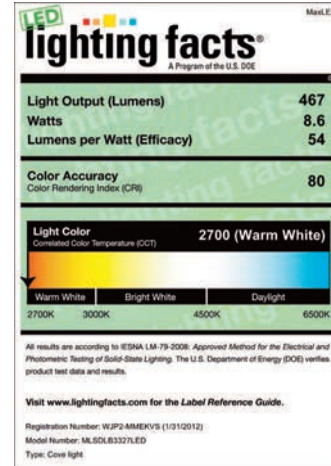 MaxLE
LED
lighting facts®
A Program of the U.S. DOE
Light Output (Lumens) 467
Watts 8.6
Lumens per Watt (Efficacy) 54
Color Accuracy 80
Color Rendering Index (CRI)
Light Color 2700 (Warm White)
Correlated Color Temperature (CCT)
Warm White Bright White Daylight
2700K 3000K 4500K 6500K
All results are according to IESNA LM-79-2008: Approved Method for the Electrical and
Photometric Testing of Solid-State Lighting. The U.S. Department of Energy (DOE) verifies
product test data and results.
Visit www.lightingfacts.com for the Label Reference Guide.
Registration Number: WJP2-MMEKVS (1/31/2012)
Model Number: MLSDLB3327LED
Type: Cove light